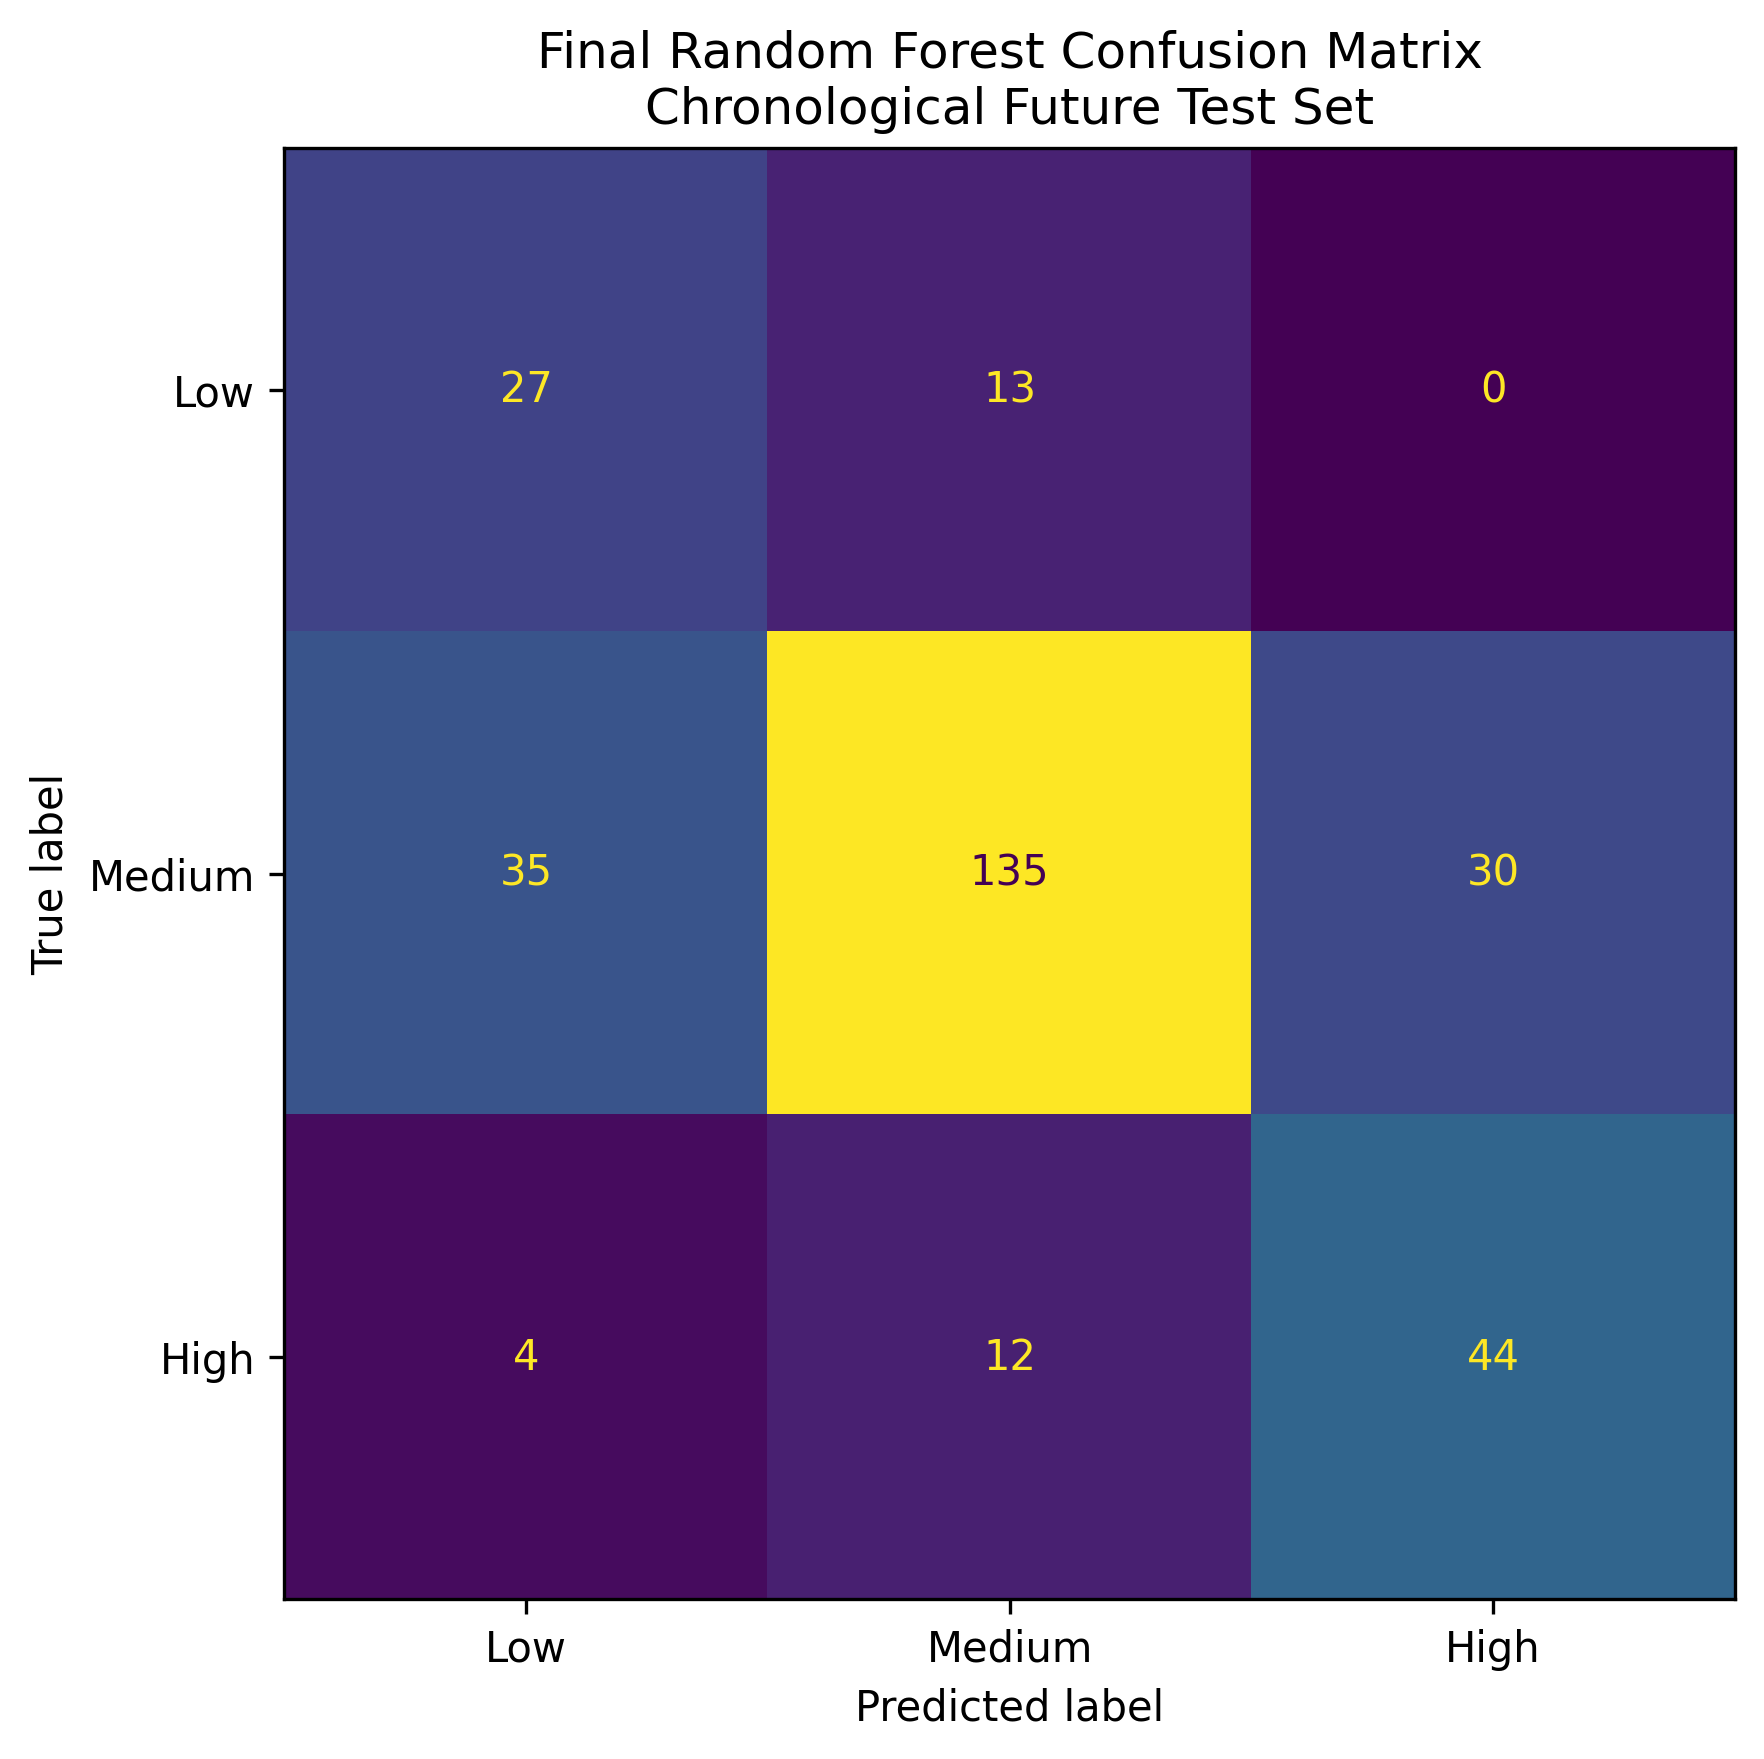 Final Random Forest Confusion Matrix
Chronological Future Test Set
True label
Low
27
13
0
Medium
35
135
30
High
4
12
44
Low
Medium
High
Predicted label